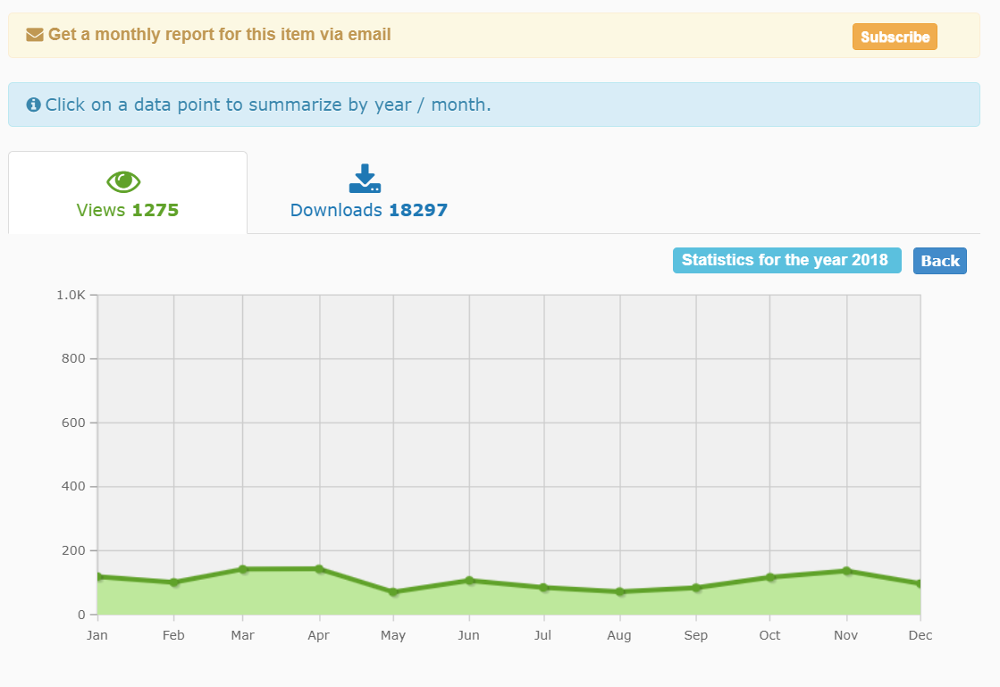 Get a monthly report for this item via email
Subscribe
Click on a data point to summarize by year / month.
Views 1275
Downloads 18297
Statistics for the year 2018
Back
1.0K
800
600
400
200
0
Jan Feb Mar Apr May Jun Jul Aug Sep Oct Nov Dec